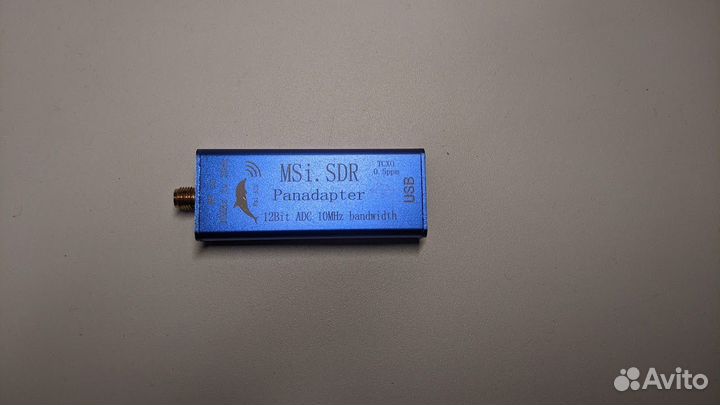 MSi.SDR
Panadapter
12Bit ADC 10MHz bandwidth
TCXO
0.5ppm
USB
Avito